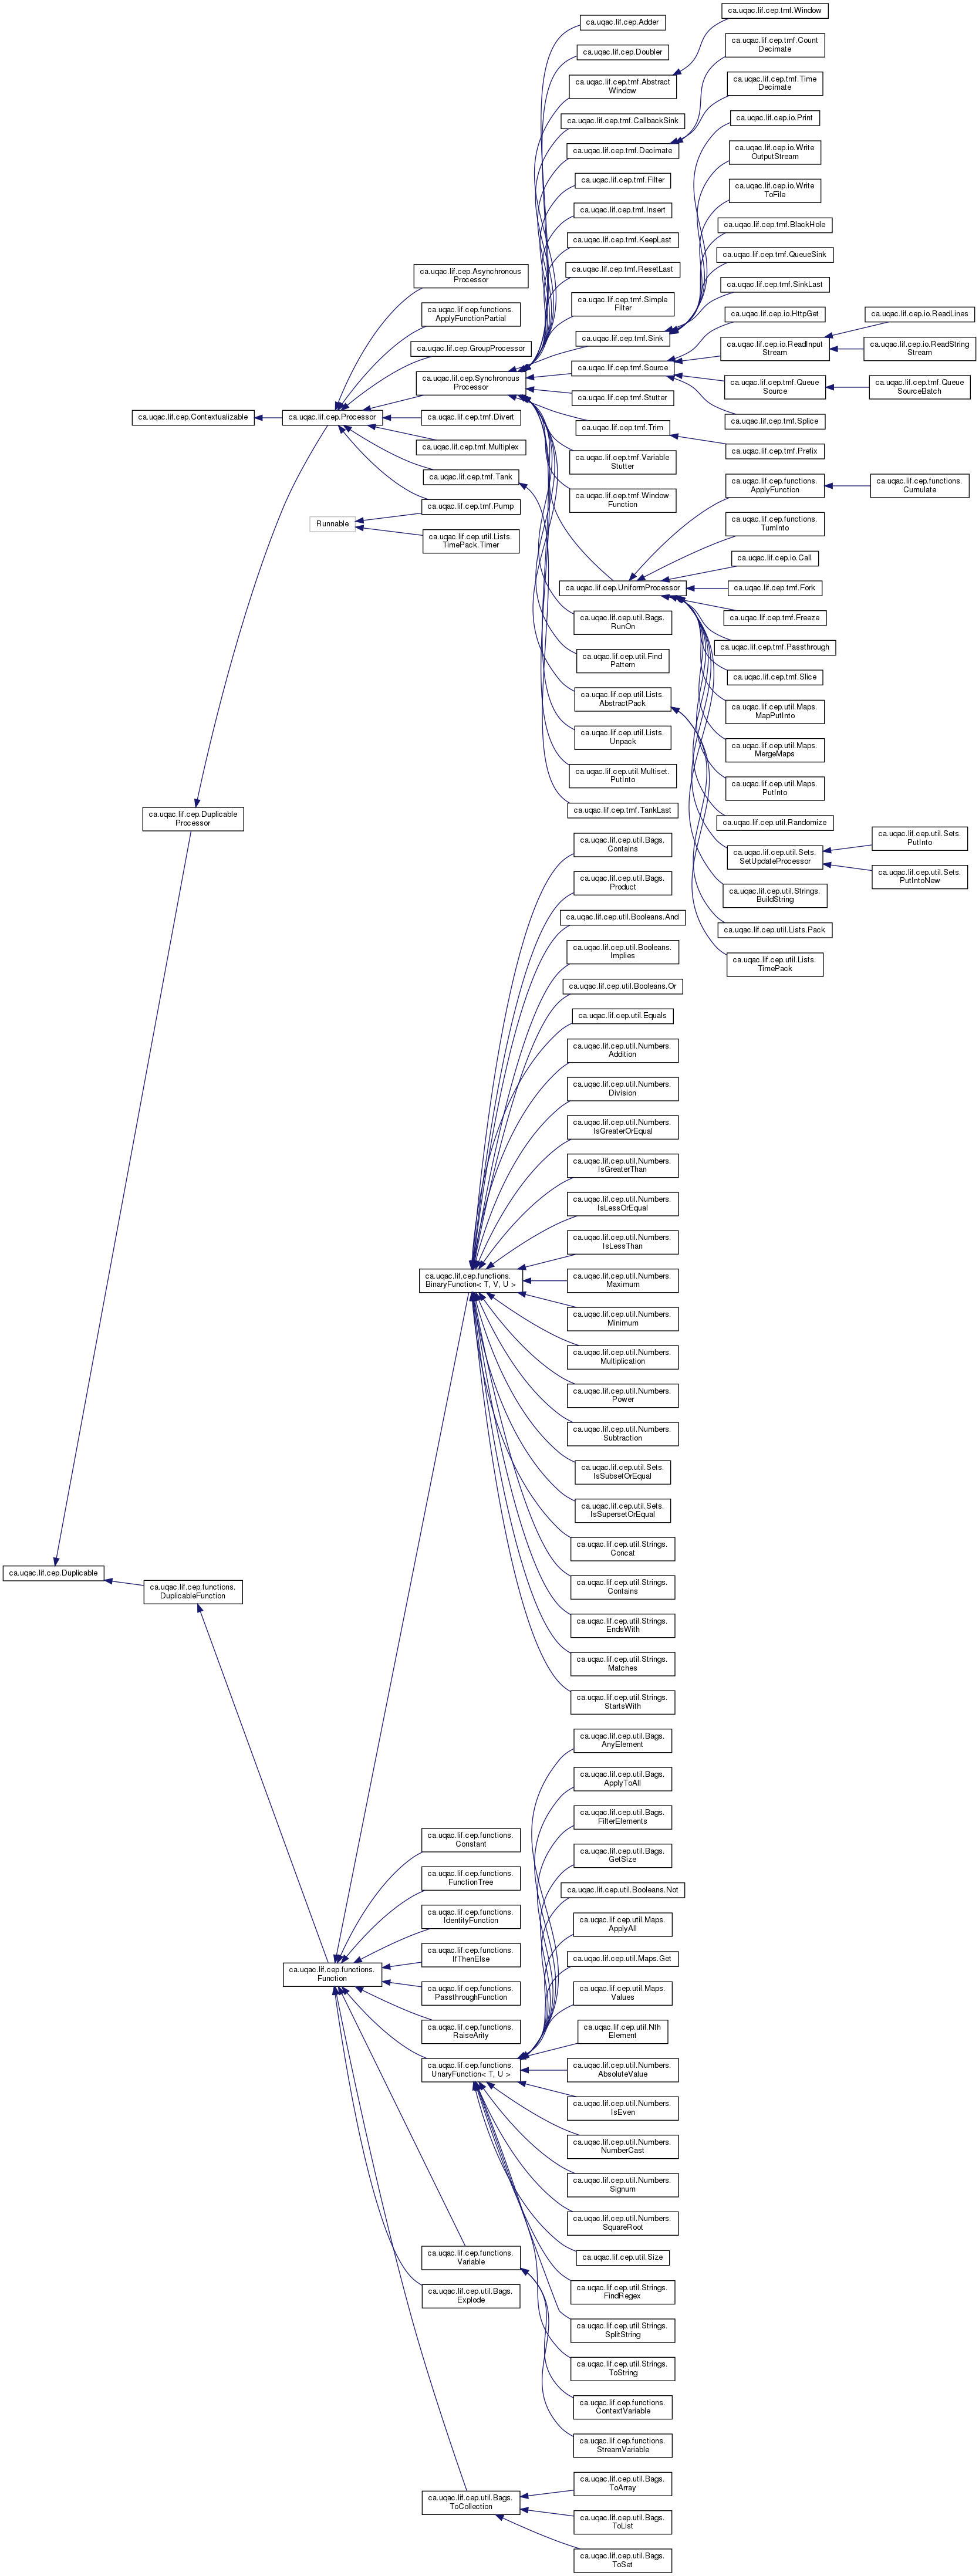 ca.uqac.lif.cep.tmf.Window
ca.uqac.lif.cep.Adder
ca.uqac.lif.cep.tmf.Count
Decimate
ca.uqac.lif.cep.Doubler
ca.uqac.lif.cep.tmf.Abstract
Window
ca.uqac.lif.cep.tmf.Time
Decimate
ca.uqac.lif.cep.tmf.CallbackSink
ca.uqac.lif.cep.io.Print
ca.uqac.lif.cep.tmf.Decimate
ca.uqac.lif.cep.io.Write
OutputStream
ca.uqac.lif.cep.tmf.Filter
ca.uqac.lif.cep.io.Write
ToFile
ca.uqac.lif.cep.tmf.Insert
ca.uqac.lif.cep.tmf.BlackHole
ca.uqac.lif.cep.tmf.KeepLast
ca.uqac.lif.cep.tmf.QueueSink
ca.uqac.lif.cep.Asynchronous
Processor
ca.uqac.lif.cep.tmf.ResetLast
ca.uqac.lif.cep.tmf.SinkLast
ca.uqac.lif.cep.functions.
ApplyFunctionPartial
ca.uqac.lif.cep.tmf.Simple
Filter
ca.uqac.lif.cep.io.HttpGet
ca.uqac.lif.cep.io.ReadLines
ca.uqac.lif.cep.GroupProcessor
ca.uqac.lif.cep.tmf.Sink
ca.uqac.lif.cep.io.ReadInput
Stream
ca.uqac.lif.cep.io.ReadString
Stream
ca.uqac.lif.cep.Synchronous
Processor
ca.uqac.lif.cep.tmf.Source
ca.uqac.lif.cep.tmf.Queue
Source
ca.uqac.lif.cep.tmf.Queue
SourceBatch
ca.uqac.lif.cep.tmf.Stutter
ca.uqac.lif.cep.Contextualizable
ca.uqac.lif.cep.Processor
ca.uqac.lif.cep.tmf.Divert
ca.uqac.lif.cep.tmf.Trim
ca.uqac.lif.cep.tmf.Splice
ca.uqac.lif.cep.tmf.Multiplex
ca.uqac.lif.cep.tmf.Variable
Stutter
ca.uqac.lif.cep.tmf.Prefix
ca.uqac.lif.cep.tmf.Tank
ca.uqac.lif.cep.tmf.Window
Function
ca.uqac.lif.cep.functions.
ApplyFunction
ca.uqac.lif.cep.functions.
Cumulate
ca.uqac.lif.cep.tmf.Pump
Runnable
ca.uqac.lif.cep.util.Lists.
TimePack.Timer
ca.uqac.lif.cep.functions.
TurnInto
ca.uqac.lif.cep.io.Call
ca.uqac.lif.cep.UniformProcessor
ca.uqac.lif.cep.tmf.Fork
ca.uqac.lif.cep.util.Bags.
RunOn
ca.uqac.lif.cep.tmf.Freeze
ca.uqac.lif.cep.tmf.Passthrough
ca.uqac.lif.cep.util.Find
Pattern
ca.uqac.lif.cep.tmf.Slice
ca.uqac.lif.cep.util.Lists.
AbstractPack
ca.uqac.lif.cep.util.Maps.
MapPutInto
ca.uqac.lif.cep.util.Lists.
Unpack
ca.uqac.lif.cep.util.Maps.
MergeMaps
ca.uqac.lif.cep.util.Multiset.
PutInto
ca.uqac.lif.cep.util.Maps.
PutInto
ca.uqac.lif.cep.Duplicable
Processor
ca.uqac.lif.cep.tmf.TankLast
ca.uqac.lif.cep.util.Randomize
ca.uqac.lif.cep.util.Bags.
Contains
ca.uqac.lif.cep.util.Sets.
SetUpdateProcessor
ca.uqac.lif.cep.util.Sets.
PutInto
ca.uqac.lif.cep.util.Bags.
Product
ca.uqac.lif.cep.util.Strings.
BuildString
ca.uqac.lif.cep.util.Sets.
PutIntoNew
ca.uqac.lif.cep.util.Booleans.And
ca.uqac.lif.cep.util.Lists.Pack
ca.uqac.lif.cep.util.Booleans.
Implies
ca.uqac.lif.cep.util.Lists.
TimePack
ca.uqac.lif.cep.util.Booleans.Or
ca.uqac.lif.cep.util.Equals
ca.uqac.lif.cep.util.Numbers.
Addition
ca.uqac.lif.cep.util.Numbers.
Division
ca.uqac.lif.cep.util.Numbers.
IsGreaterOrEqual
ca.uqac.lif.cep.util.Numbers.
IsGreaterThan
ca.uqac.lif.cep.util.Numbers.
IsLessOrEqual
ca.uqac.lif.cep.util.Numbers.
IsLessThan
ca.uqac.lif.cep.functions.
BinaryFunction< T, V, U >
ca.uqac.lif.cep.util.Numbers.
Maximum
ca.uqac.lif.cep.util.Numbers.
Minimum
ca.uqac.lif.cep.util.Numbers.
Multiplication
ca.uqac.lif.cep.util.Numbers.
Power
ca.uqac.lif.cep.util.Numbers.
Subtraction
ca.uqac.lif.cep.util.Sets.
IsSubsetOrEqual
ca.uqac.lif.cep.util.Sets.
IsSupersetOrEqual
ca.uqac.lif.cep.util.Strings.
Concat
ca.uqac.lif.cep.Duplicable
ca.uqac.lif.cep.functions.
DuplicableFunction
ca.uqac.lif.cep.util.Strings.
Contains
ca.uqac.lif.cep.util.Strings.
EndsWith
ca.uqac.lif.cep.util.Strings.
Matches
ca.uqac.lif.cep.util.Strings.
StartsWith
ca.uqac.lif.cep.util.Bags.
AnyElement
ca.uqac.lif.cep.util.Bags.
ApplyToAll
ca.uqac.lif.cep.util.Bags.
FilterElements
ca.uqac.lif.cep.functions.
Constant
ca.uqac.lif.cep.util.Bags.
GetSize
ca.uqac.lif.cep.functions.
FunctionTree
ca.uqac.lif.cep.util.Booleans.Not
ca.uqac.lif.cep.functions.
IdentityFunction
ca.uqac.lif.cep.util.Maps.
ApplyAll
ca.uqac.lif.cep.functions.
IfThenElse
ca.uqac.lif.cep.util.Maps.Get
ca.uqac.lif.cep.functions.
Function
ca.uqac.lif.cep.functions.
PassthroughFunction
ca.uqac.lif.cep.util.Maps.
Values
ca.uqac.lif.cep.functions.
RaiseArity
ca.uqac.lif.cep.util.Nth
Element
ca.uqac.lif.cep.functions.
UnaryFunction< T, U >
ca.uqac.lif.cep.util.Numbers.
AbsoluteValue
ca.uqac.lif.cep.util.Numbers.
IsEven
ca.uqac.lif.cep.util.Numbers.
NumberCast
ca.uqac.lif.cep.util.Numbers.
Signum
ca.uqac.lif.cep.util.Numbers.
SquareRoot
ca.uqac.lif.cep.functions.
Variable
ca.uqac.lif.cep.util.Size
ca.uqac.lif.cep.util.Bags.
Explode
ca.uqac.lif.cep.util.Strings.
FindRegex
ca.uqac.lif.cep.util.Strings.
SplitString
ca.uqac.lif.cep.util.Strings.
ToString
ca.uqac.lif.cep.functions.
ContextVariable
ca.uqac.lif.cep.functions.
StreamVariable
ca.uqac.lif.cep.util.Bags.
ToCollection
ca.uqac.lif.cep.util.Bags.
ToArray
ca.uqac.lif.cep.util.Bags.
ToList
ca.uqac.lif.cep.util.Bags.
ToSet